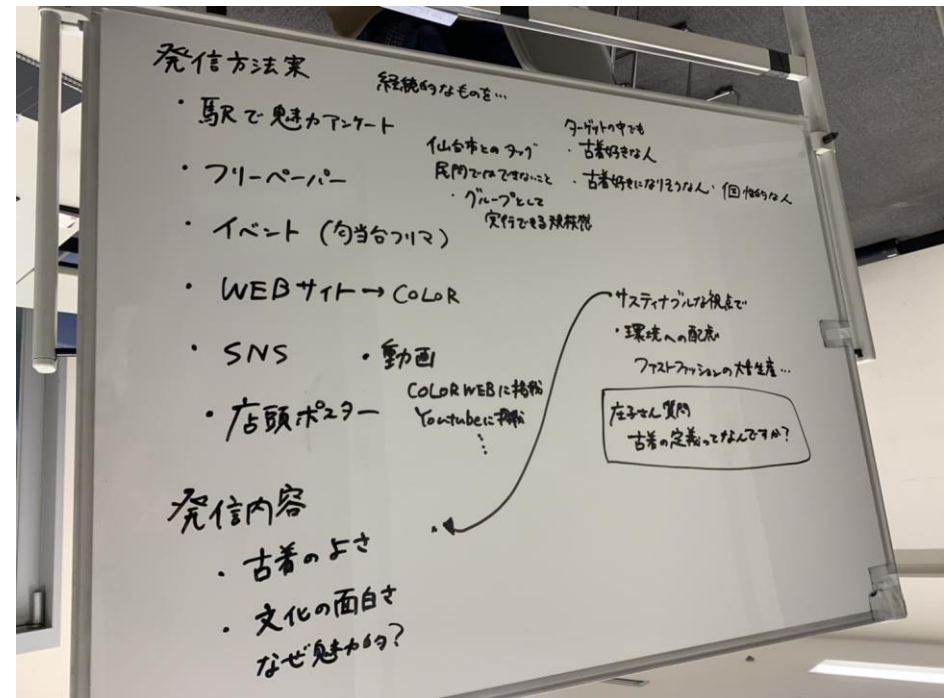 発信方法案
継続的なものを…
・駅で魅力アンケート
・フリーペーパー
・イベント (勾当台フリマ)
・WEBサイト→COLOR
・SNS ・動画
COLOR WEBに掲載
Youtubeに掲載
・店頭ポスター
仙台市とのタッグ
民間ではできないこと
・グループとして
実行できる規模感
ターゲットの中でも
・古着好きな人
・古着好きになりそうな人・個性的な人
サスティナブルな視点で
・環境への配慮
ファストファッションの大量生産…
庄子さん質問
古着の定義ってなんですか?
発信内容
・古着のよさ
・文化の面白さ
なぜ魅力的?